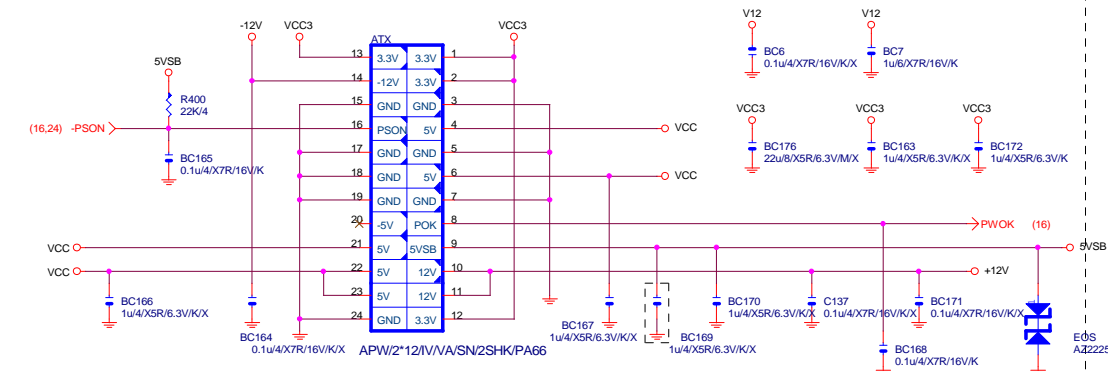 V12
V12
-12V
VCC3
VCC3
ATX
BC6
0.1u/4/X7R/16V/K/X
BC7
1u/6/X7R/16V/K
13 3.3V 3.3V 1
5VSB
14 -12V 3.3V 2
R400
22K/4
15 GND GND 3
VCC3
VCC3
VCC3
(16,24) -PSON
16 PSON 5V 4
VCC
17 GND GND 5
BC176
22u/8/X5R/6.3V/M/X
BC163
1u/4/X5R/6.3V/K/X
BC172
1u/4/X5R/6.3V/K
BC165
0.1u/4/X7R/16V/K
18 GND 5V 6
VCC
19 GND GND 7
20 -5V POK 8
PWOK (16)
VCC
21 5V 5VSB 9
5VSB
VCC
22 5V 12V 10
+12V
23 5V 12V 11
BC166
1u/4/X5R/6.3V/K/X
BC170
1u/4/X5R/6.3V/K/X
C137
0.1u/4/X7R/16V/K/X
BC171
0.1u/4/X7R/16V/K/X
24 GND 3.3V 12
BC164
0.1u/4/X7R/16V/K/X
APW/2*12/IV/VA/SN/2SHK/PA66
BC167
1u/4/X5R/6.3V/K/X
BC169
1u/4/X5R/6.3V/K/X
BC168
0.1u/4/X7R/16V/K
EOS
AZ2225